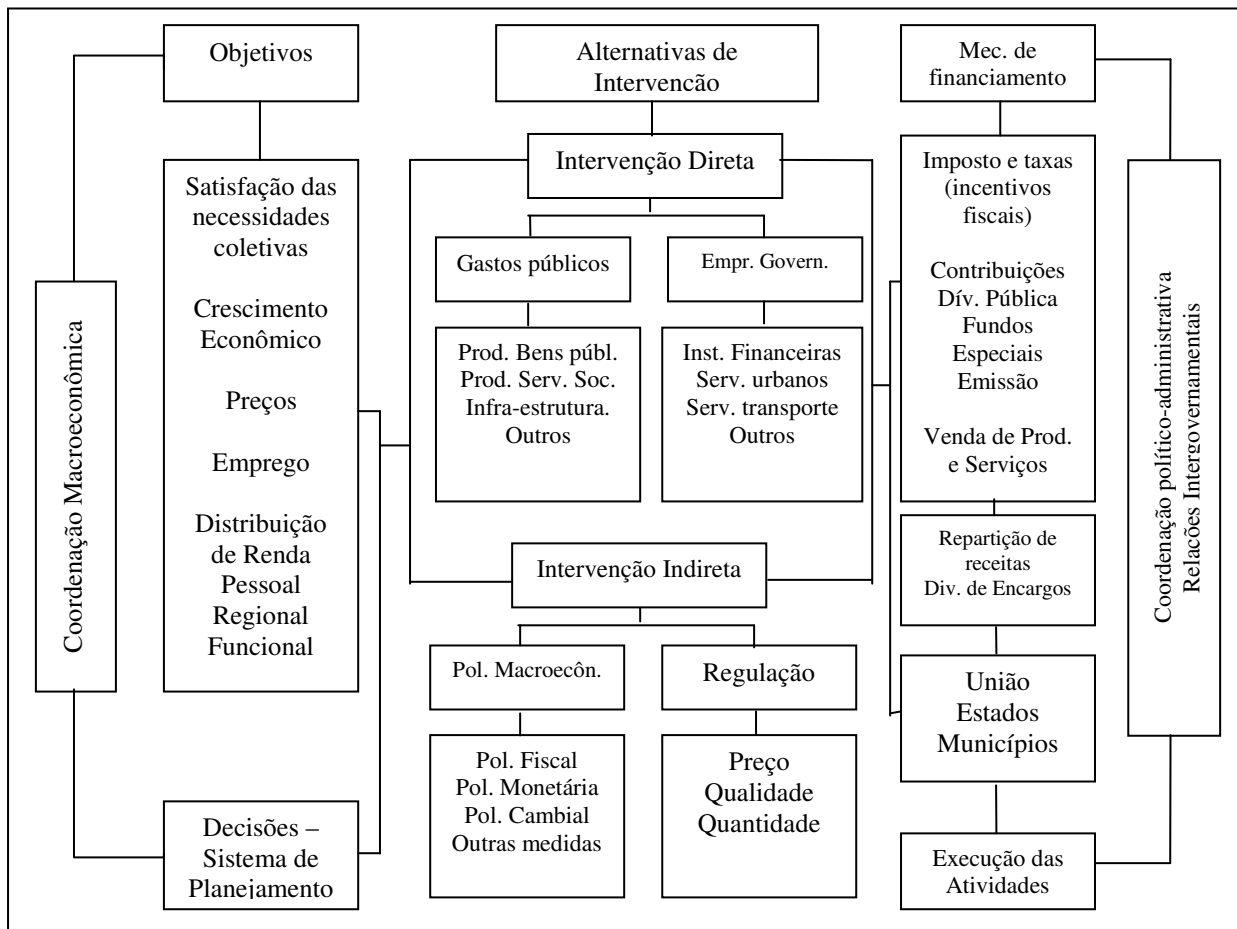 Objetivos
Alternativas de
Intervencão
Mec. de
financiamento
Coordenação Macroeconômica
Satisfação das
necessidades
coletivas
Crescimento
Econômico
Preços
Emprego
Distribuição
de Renda
Pessoal
Regional
Funcional
Decisões –
Sistema de
Planejamento
Intervenção Direta
Gastos públicos
Empr. Govern.
Prod. Bens públ.
Prod. Serv. Soc.
Infra-estrutura.
Outros
Inst. Financeiras
Serv. urbanos
Serv. transporte
Outros
Intervenção Indireta
Pol. Macroecôn.
Regulação
Pol. Fiscal
Pol. Monetária
Pol. Cambial
Outras medidas
Preço
Qualidade
Quantidade
Imposto e taxas
(incentivos
fiscais)
Contribuições
Dív. Pública
Fundos
Especiais
Emissão
Venda de Prod.
e Serviços
Repartição de
receitas
Div. de Encargos
União
Estados
Municípios
Execução das
Atividades
Coordenação político-administrativa
Relacões Intergovernamentais